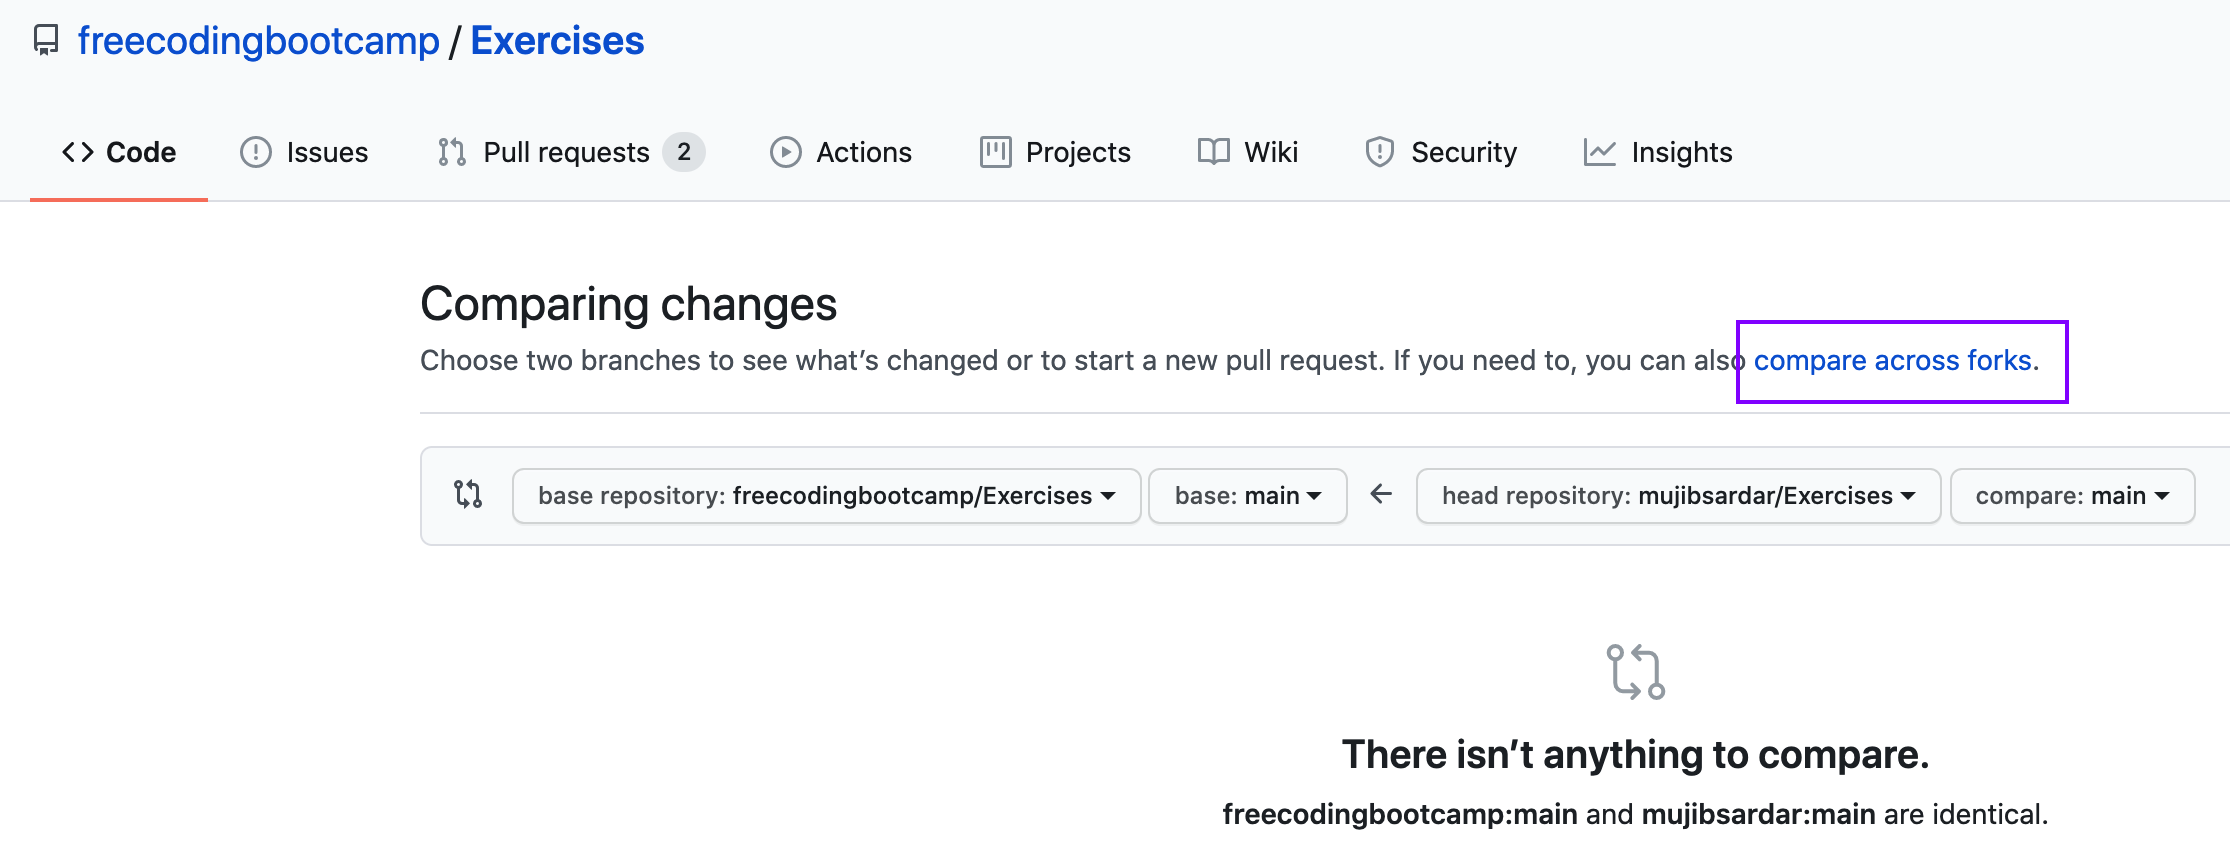 freecodingbootcamp / Exercises
Code Issues Pull requests 2 Actions Projects Wiki Security Insights
Comparing changes
Choose two branches to see what’s changed or to start a new pull request. If you need to, you can also compare across forks.
base repository: freecodingbootcamp/Exercises base: main head repository: mujibsardar/Exercises compare: main
There isn’t anything to compare.
freecodingbootcamp:main and mujibsardar:main are identical.